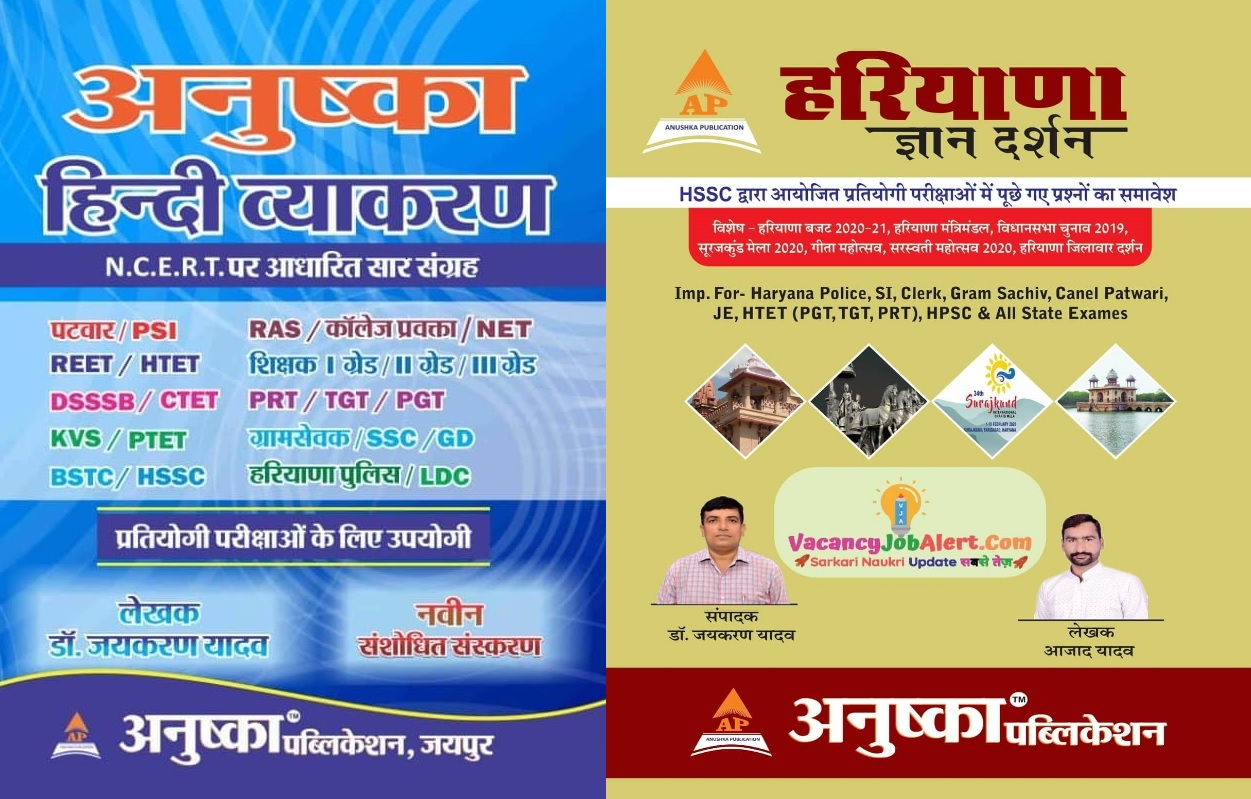 अनुष्का
हिन्दी व्याकरण
N.C.E.R.T. पर आधारित सार संग्रह
पटवार / PSI
RAS / कॉलेज प्रवक्ता / NET
REET / HTET
शिक्षक I ग्रेड / II ग्रेड / III ग्रेड
DSSSB / CTET
PRT / TGT / PGT
KVS / PTET
ग्रामसेवक / SSC / GD
BSTC / HSSC
हरियाणा पुलिस / LDC
प्रतियोगी परीक्षाओं के लिए उपयोगी
लेखक
डॉ. जयकरण यादव
नवीन
संशोधित संस्करण
AP
अनुष्का TM पब्लिकेशन, जयपुर
AP
ANUSHKA PUBLICATION
हरियाणा
ज्ञान दर्शन
HSSC द्वारा आयोजित प्रतियोगी परीक्षाओं में पूछे गए प्रश्नों का समावेश
विशेष - हरियाणा बजट 2020-21, हरियाणा मंत्रिमंडल, विधानसभा चुनाव 2019,
सूरजकुंड मेला 2020, गीता महोत्सव, सरस्वती महोत्सव 2020, हरियाणा जिलावार दर्शन
Imp. For- Haryana Police, SI, Clerk, Gram Sachiv, Canel Patwari,
JE, HTET (PGT, TGT, PRT), HPSC & All State Exames
34th
Surajkund
VJA
VacancyJobAlert.Com
Sarkari Naukri Update सबसे तेज़
संपादक
डॉ. जयकरण यादव
लेखक
आजाद यादव
AP
ANUSHKA PUBLICATION
अनुष्का TM पब्लिकेशन